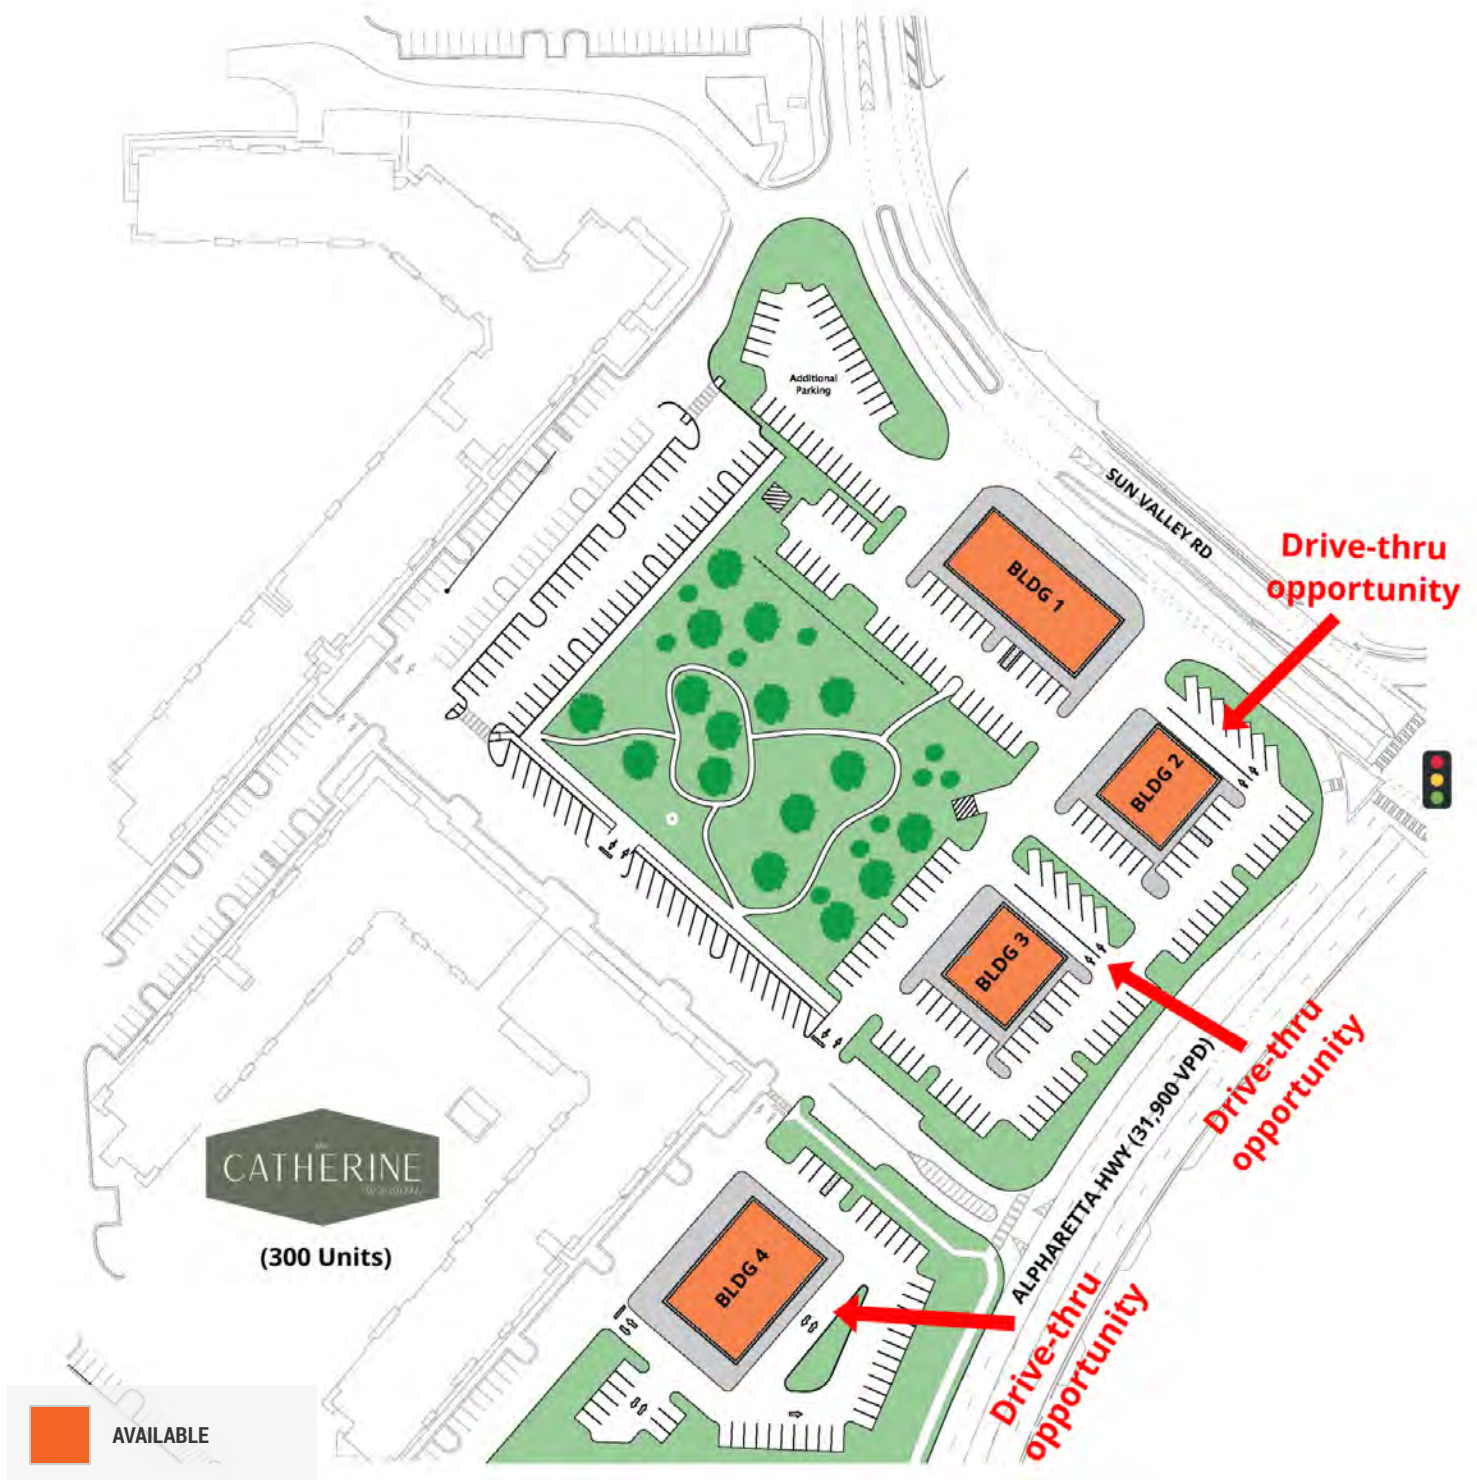 Additional
Parking
SUN VALLEY RD
Drive-thru
opportunity
BLDG 1
BLDG 2
BLDG 3
Drive-thru
opportunity
ALPHARETTA HWY (31,900 VPD)
THE
CATHERINE
(300 Units)
BLDG 4
Drive-thru
opportunity
AVAILABLE